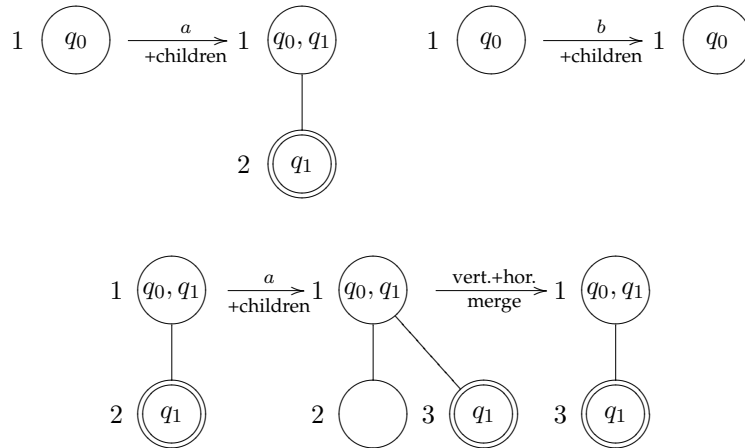 1 q₀ a +children 1 q₀, q₁
2 q₁
1 q₀ b +children 1 q₀
1 q₀, q₁ a +children 1 q₀, q₁ vert.+hor. merge 1 q₀, q₁
2 q₁ 2 3 q₁ 3 q₁